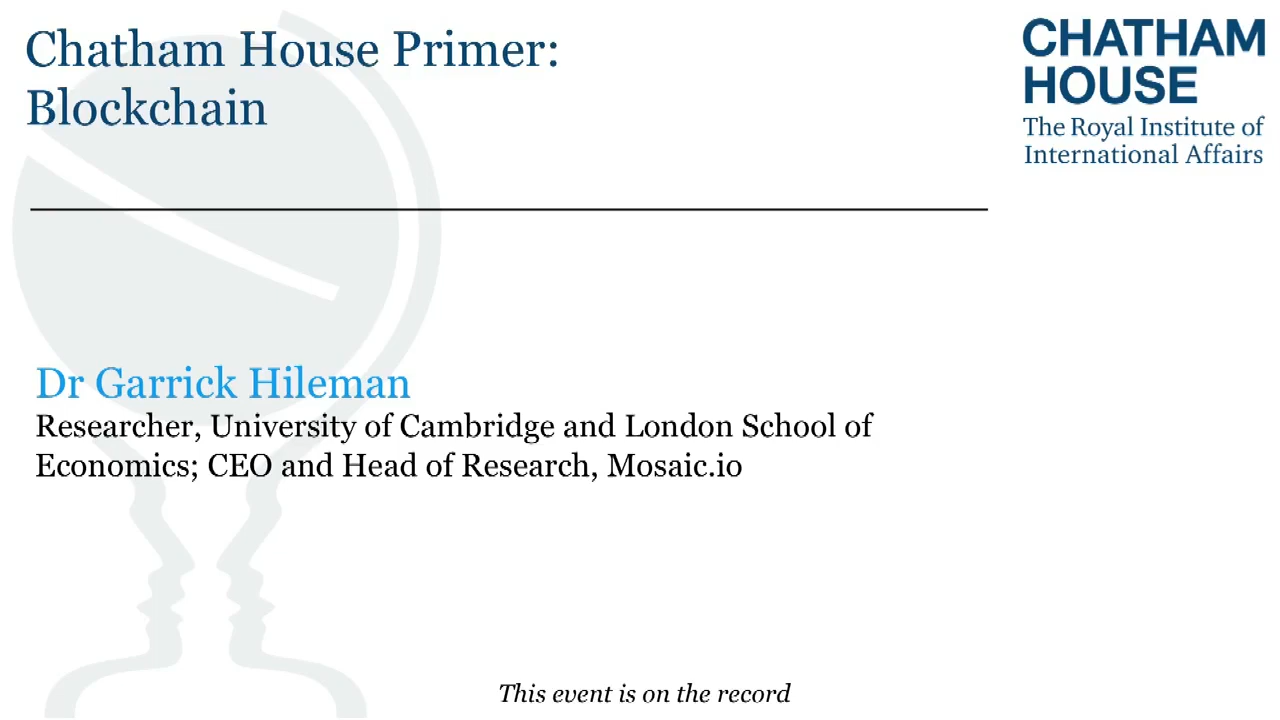 Chatham House Primer:
Blockchain
CHATHAM
HOUSE
The Royal Institute of
International Affairs
Dr Garrick Hileman
Researcher, University of Cambridge and London School of
Economics; CEO and Head of Research, Mosaic.io
This event is on the record